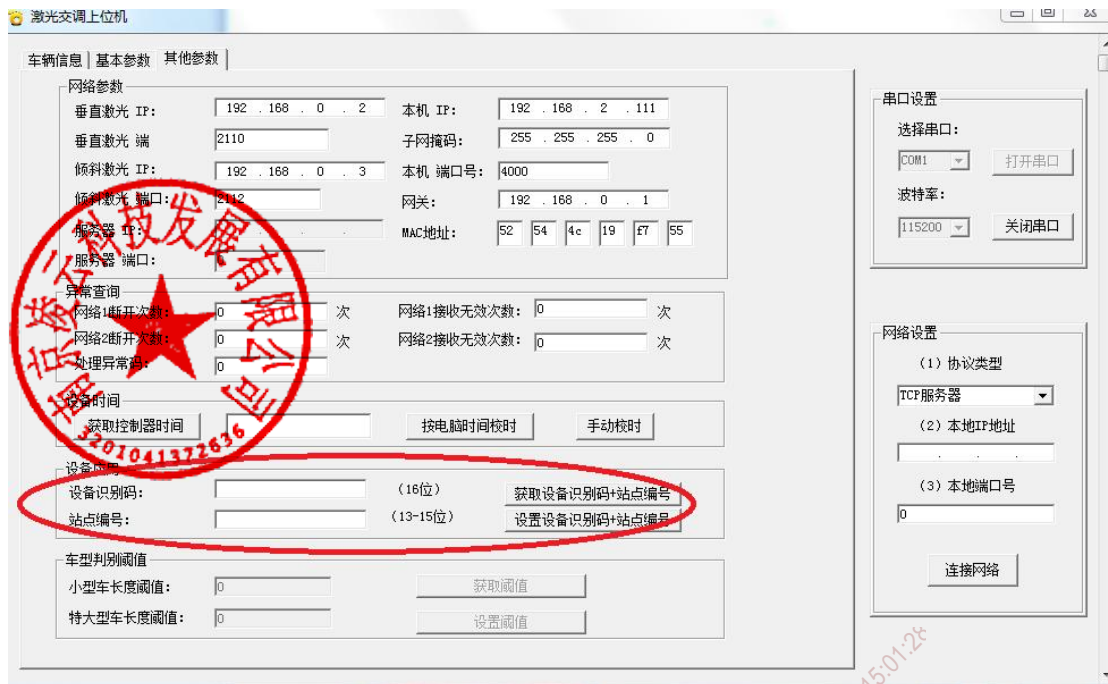 激光交调上位机
车辆信息 基本参数 其他参数
网络参数
垂直激光 IP: 192 . 168 . 0 . 2 本机 IP: 192 . 168 . 2 . 111
垂直激光 端 2110 子网掩码: 255 . 255 . 255 . 0
倾斜激光 IP: 192 . 168 . 0 . 3 本机 端口号: 4000
倾斜激光 端口: 2112 网关: 192 . 168 . 0 . 1
服务器 IP: MAC地址: 52 54 4c 19 f7 55
服务器 端口:
异常查询
网络1断开次数: 0 次 网络1接收无效次数: 0 次
网络2断开次数: 0 次 网络2接收无效次数: 0 次
处理异常码: 0
设备时间
获取控制器时间 按电脑时间校时 手动校时
设备识别码: (16位) 获取设备识别码+站点编号
站点编号: (13-15位) 设置设备识别码+站点编号
车型判别阈值
小型车长度阈值: 0 获取阈值
特大型车长度阈值: 0 设置阈值
串口设置
选择串口:
COM1 打开串口
波特率:
115200 关闭串口
网络设置
(1) 协议类型
TCP服务器
(2) 本地IP地址
(3) 本地端口号
0
连接网络
南京凌云科技发展有限公司
3201041372636
15:01:28